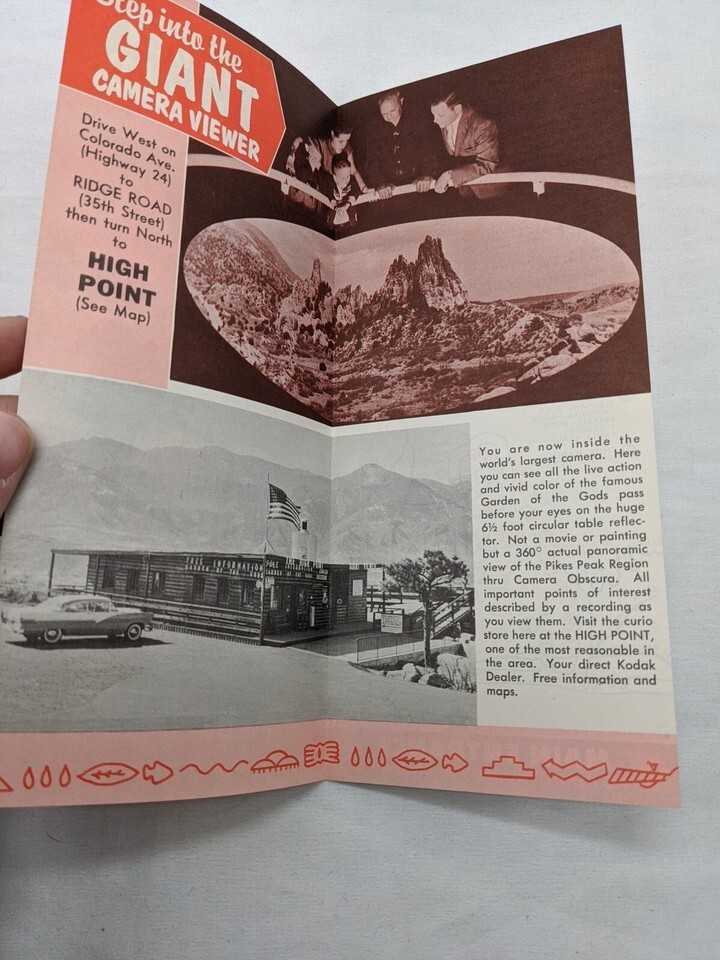 Step into the
GIANT
CAMERA VIEWER
Drive West on
Colorado Ave.
(Highway 24)
to
RIDGE ROAD
(35th Street)
then turn North
to
HIGH
POINT
(See Map)
FREE INFORMATION
You are now inside the
world's largest camera. Here
you can see all the live action
and vivid color of the famous
Garden of the Gods pass
before your eyes on the huge
6½ foot circular table reflec-
tor. Not a movie or painting
but a 360° actual panoramic
view of the Pikes Peak Region
thru Camera Obscura. All
important points of interest
described by a recording as
you view them. Visit the curio
store here at the HIGH POINT,
one of the most reasonable in
the area. Your direct Kodak
Dealer. Free information and
maps.